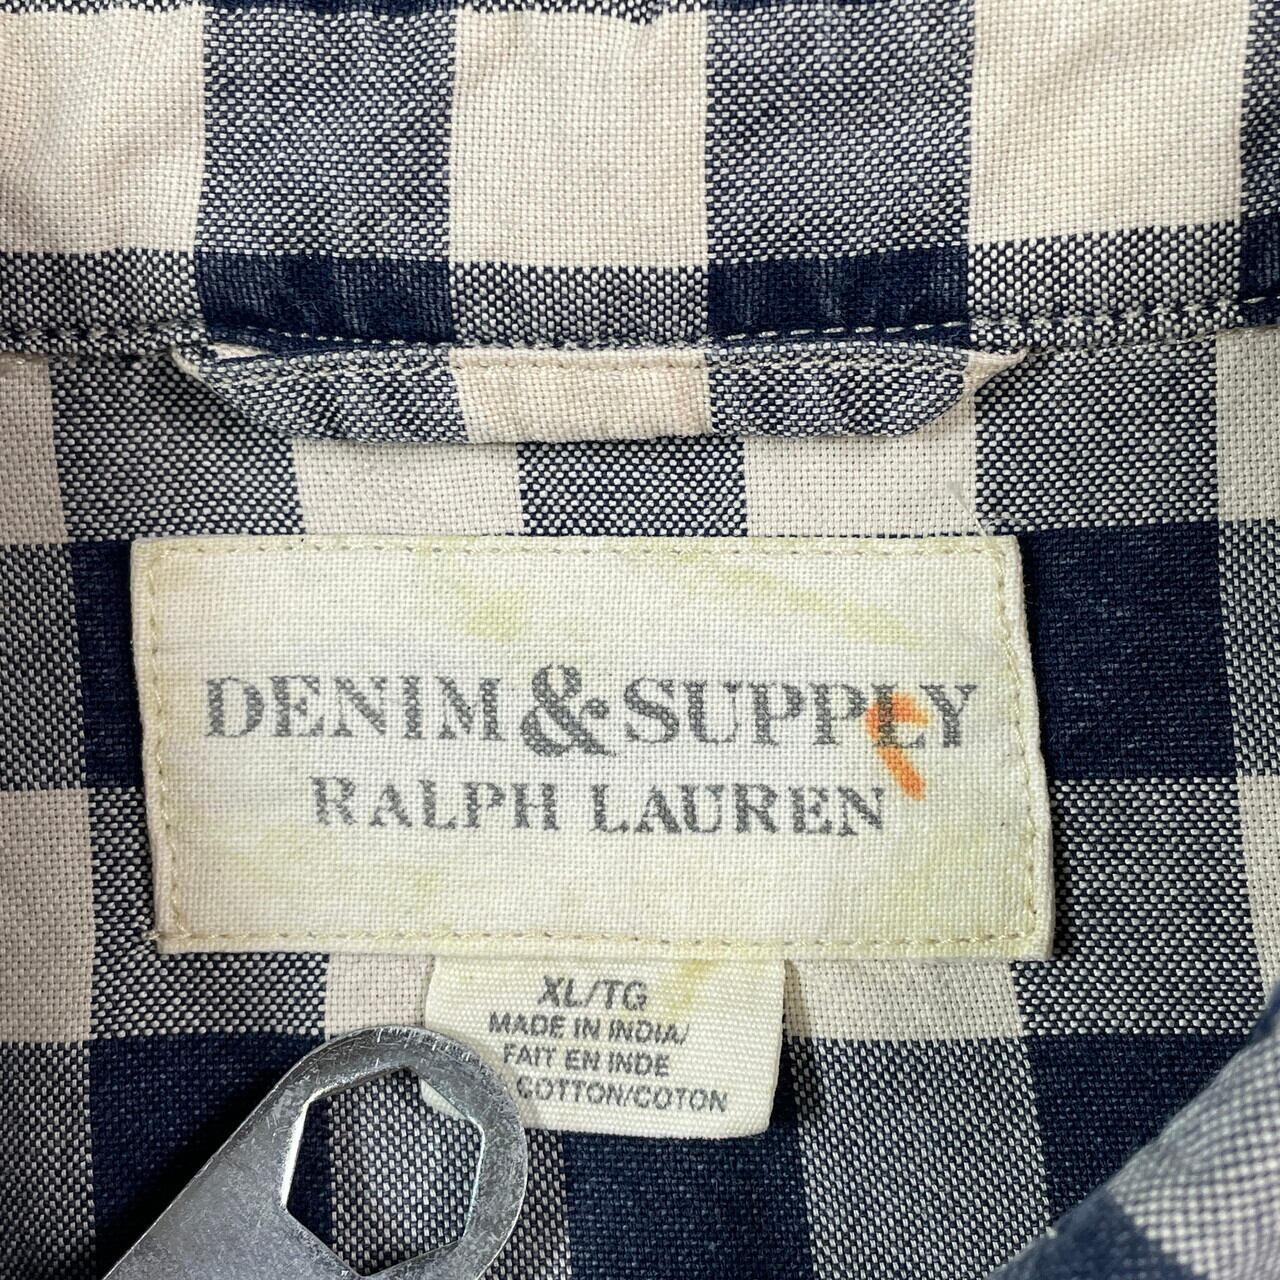 DENIM & SUPPLY
RALPH LAUREN
XL/TG
MADE IN INDIA/
FAIT EN INDE
COTTON/COTON